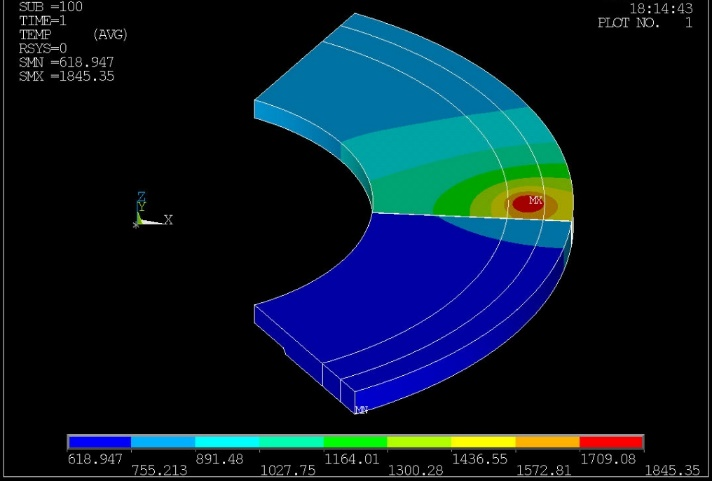 SUB =100
TIME=1
TEMP (AVG)
RSYS=0
SMN =618.947
SMX =1845.35
18:14:43
PLOT NO. 1
MX
Z
Y
X
MN
618.947 891.48 1164.01 1436.55 1709.08
755.213 1027.75 1300.28 1572.81 1845.35